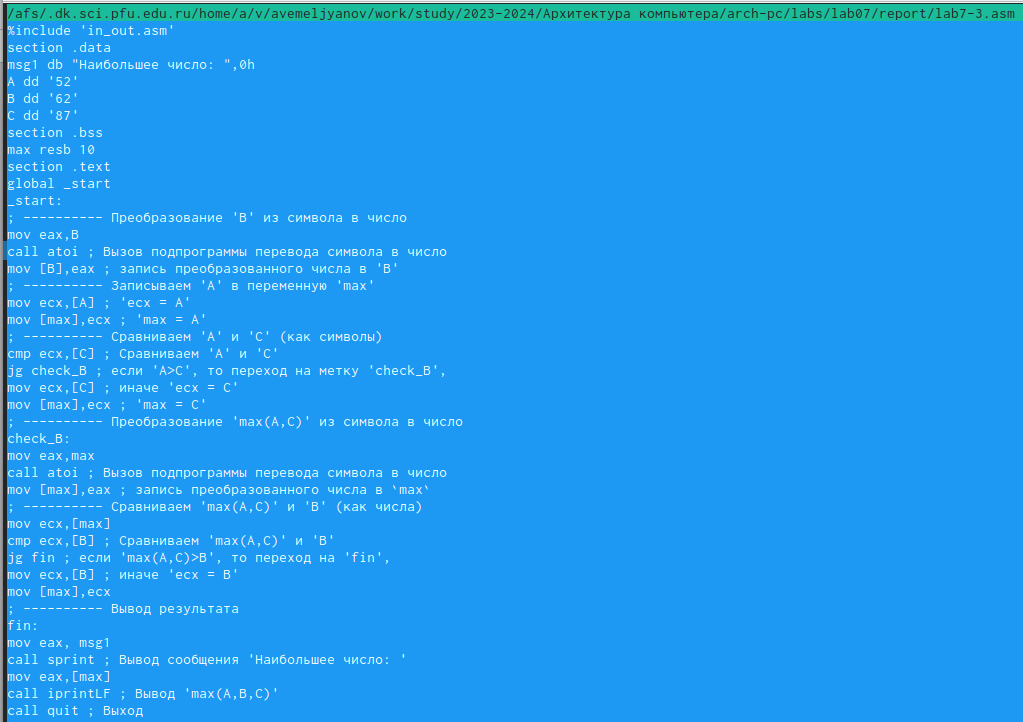 /afs/.dk.sci.pfu.edu.ru/home/a/v/avemeljyanov/work/study/2023-2024/Архитектура компьютера/arch-pc/labs/lab07/report/lab7-3.asm
%include 'in_out.asm'
section .data
msg1 db "Наибольшее число: ",0h
A dd '52'
B dd '62'
C dd '87'
section .bss
max resb 10
section .text
global _start
_start:
; ---------- Преобразование 'B' из символа в число
mov eax,B
call atoi ; Вызов подпрограммы перевода символа в число
mov [B],eax ; запись преобразованного числа в 'B'
; ---------- Записываем 'A' в переменную 'max'
mov ecx,[A] ; 'ecx = A'
mov [max],ecx ; 'max = A'
; ---------- Сравниваем 'A' и 'С' (как символы)
cmp ecx,[C] ; Сравниваем 'A' и 'С'
jg check_B ; если 'A>C', то переход на метку 'check_B',
mov ecx,[C] ; иначе 'ecx = C'
mov [max],ecx ; 'max = C'
; ---------- Преобразование 'max(A,C)' из символа в число
check_B:
mov eax,max
call atoi ; Вызов подпрограммы перевода символа в число
mov [max],eax ; запись преобразованного числа в `max`
; ---------- Сравниваем 'max(A,C)' и 'B' (как числа)
mov ecx,[max]
cmp ecx,[B] ; Сравниваем 'max(A,C)' и 'B'
jg fin ; если 'max(A,C)>B', то переход на 'fin',
mov ecx,[B] ; иначе 'ecx = B'
mov [max],ecx
; ---------- Вывод результата
fin:
mov eax, msg1
call sprint ; Вывод сообщения 'Наибольшее число: '
mov eax,[max]
call iprintLF ; Вывод 'max(A,B,C)'
call quit ; Выход